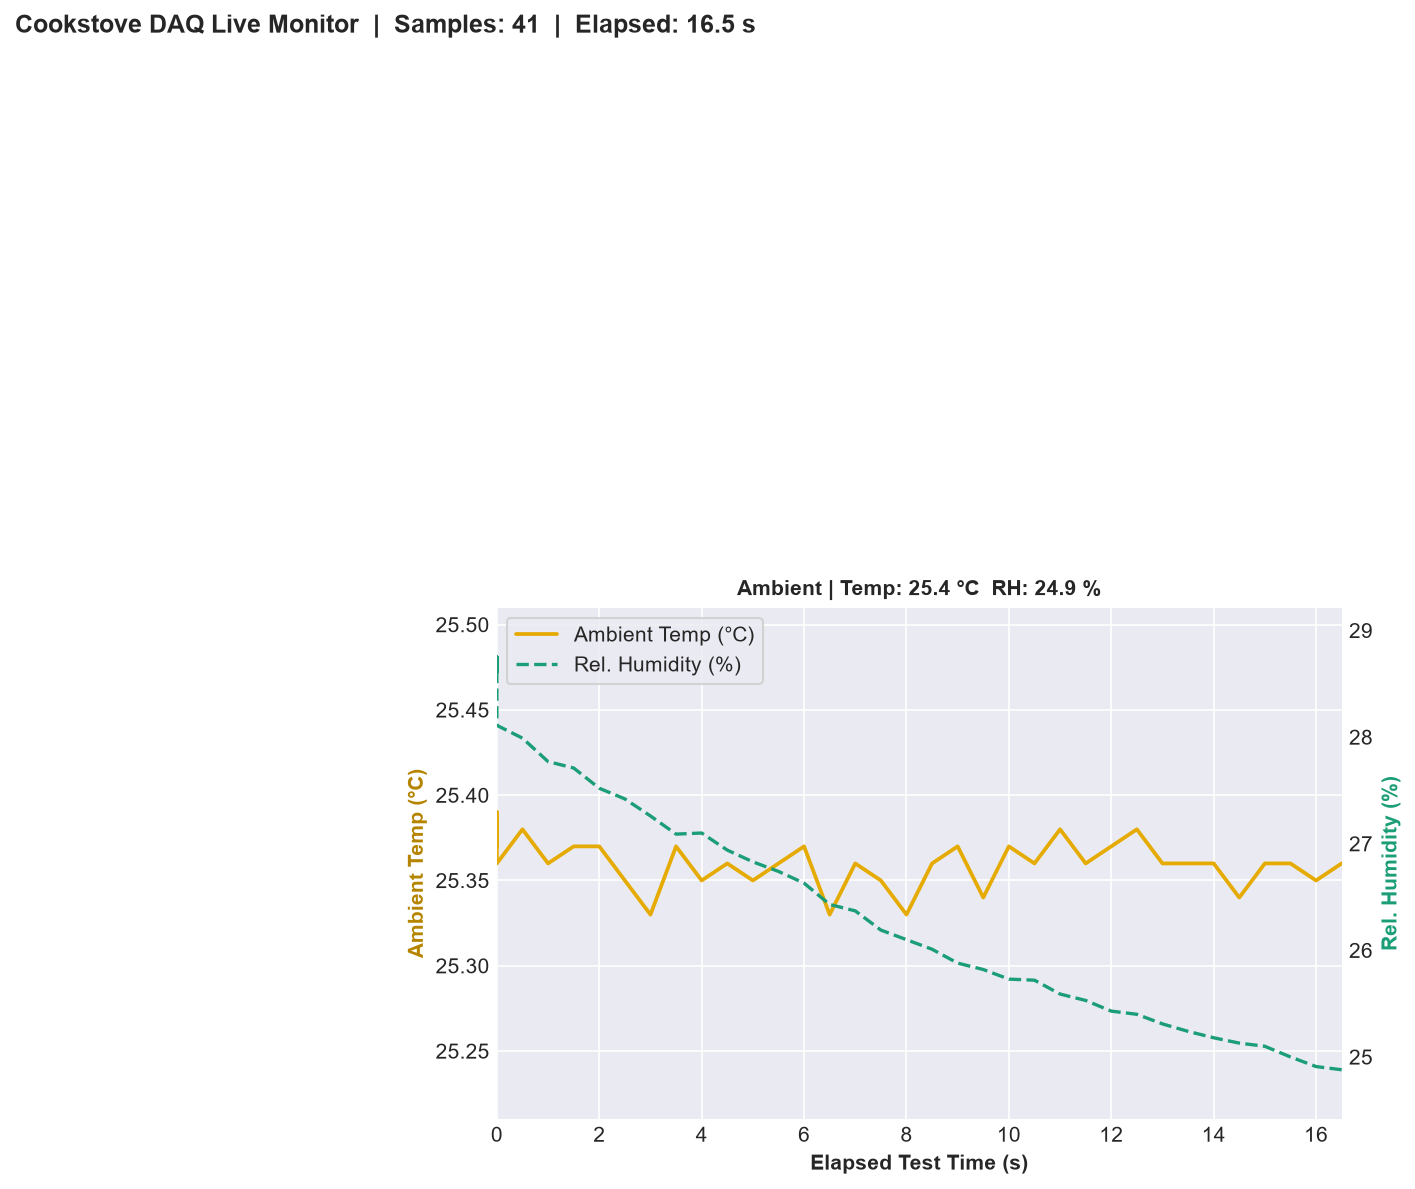 Cookstove DAQ Live Monitor | Samples: 41 | Elapsed: 16.5 s
Ambient | Temp: 25.4 °C RH: 24.9 %
Ambient Temp (°C)
Rel. Humidity (%)
25.50
25.45
25.40
25.35
25.30
25.25
Ambient Temp (°C)
29
28
27
26
25
Rel. Humidity (%)
0 2 4 6 8 10 12 14 16
Elapsed Test Time (s)